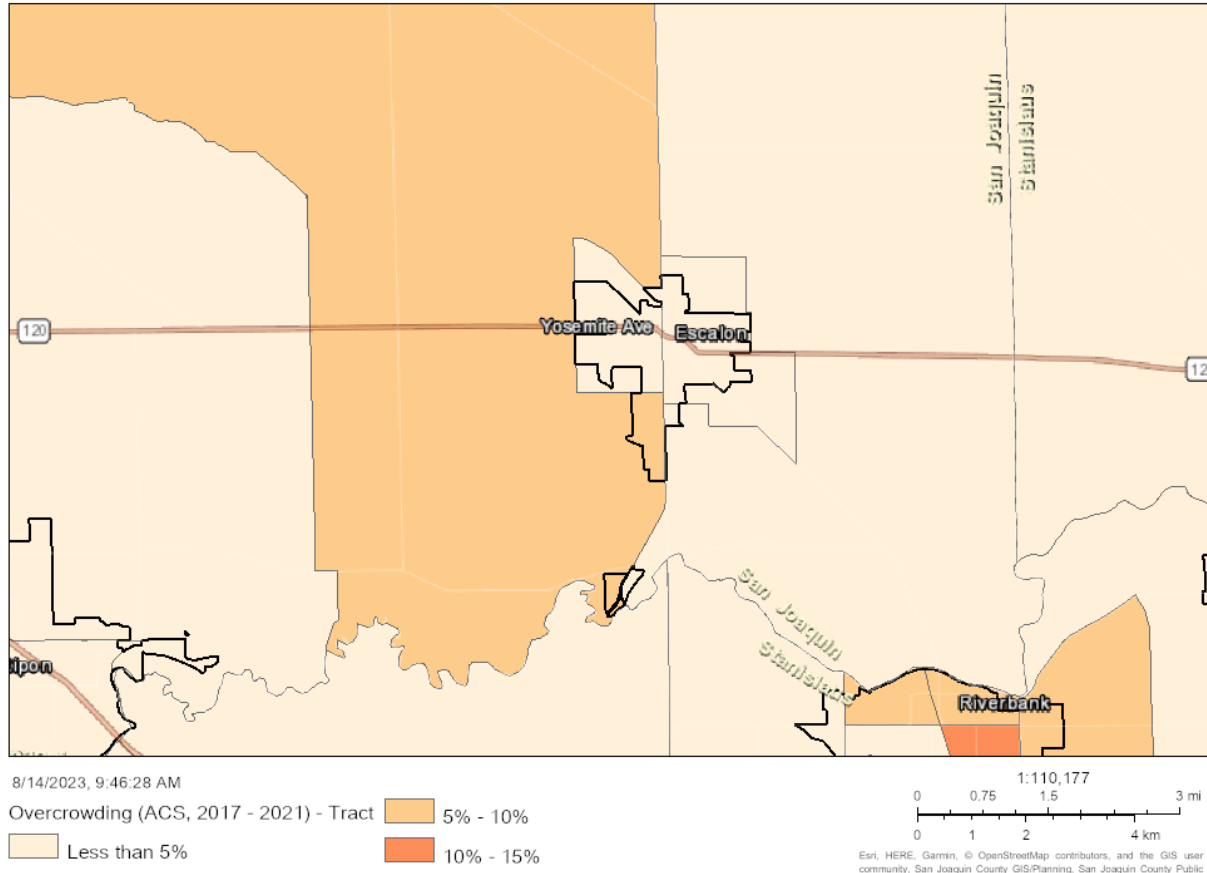 San Joaquin
Stanislaus
120
Yosemite Ave
Escalon
12
San Joaquin
Stanislaus
ipon
Riverbank
8/14/2023, 9:46:28 AM
Overcrowding (ACS, 2017 - 2021) - Tract
Less than 5%
5% - 10%
10% - 15%
1:110,177
0 0.75 1.5 3 mi
0 1 2 4 km
Esri, HERE, Garmin, © OpenStreetMap contributors, and the GIS user
community, San Joaquin County GIS/Planning, San Joaquin County Public